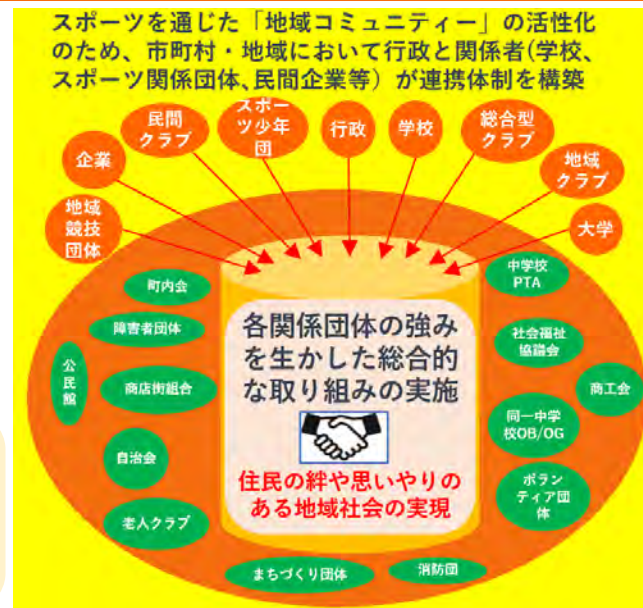 スポーツを通じた「地域コミュニティー」の活性化
のため、市町村・地域において行政と関係者(学校、
スポーツ関係団体、民間企業等）が連携体制を構築
地域
競技
団体
企業
民間
クラブ
スポー
ツ少年
団
行政
学校
総合型
クラブ
地域
クラブ
大学
町内会
障害者団体
公
民
館
商店街組合
自治会
老人クラブ
まちづくり団体
消防団
中学校
PTA
社会福祉
協議会
商工会
同一中学
校OB/OG
ボラン
ティア団
体
各関係団体の強み
を生かした総合的
な取り組みの実施
住民の絆や思いやりの
ある地域社会の実現